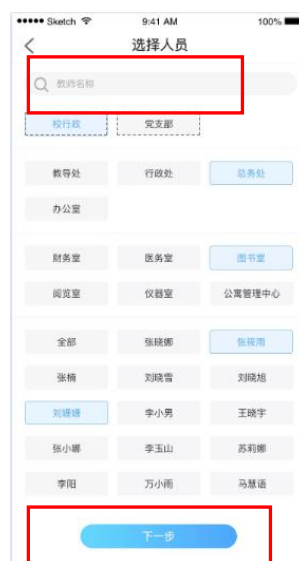 Sketch 9:41 AM 100%
选择人员
教师名称
校行政 党支部
教导处 行政处 总务处
办公室
财务室 医务室 图书室
阅览室 仪器室 公寓管理中心
全部 张晓娜 张筱雨
张楠 刘晓雪 刘晓旭
刘姗姗 李小男 王晓宇
张小娜 李玉山 苏莉娜
李阳 万小雨 马慧语
下一步